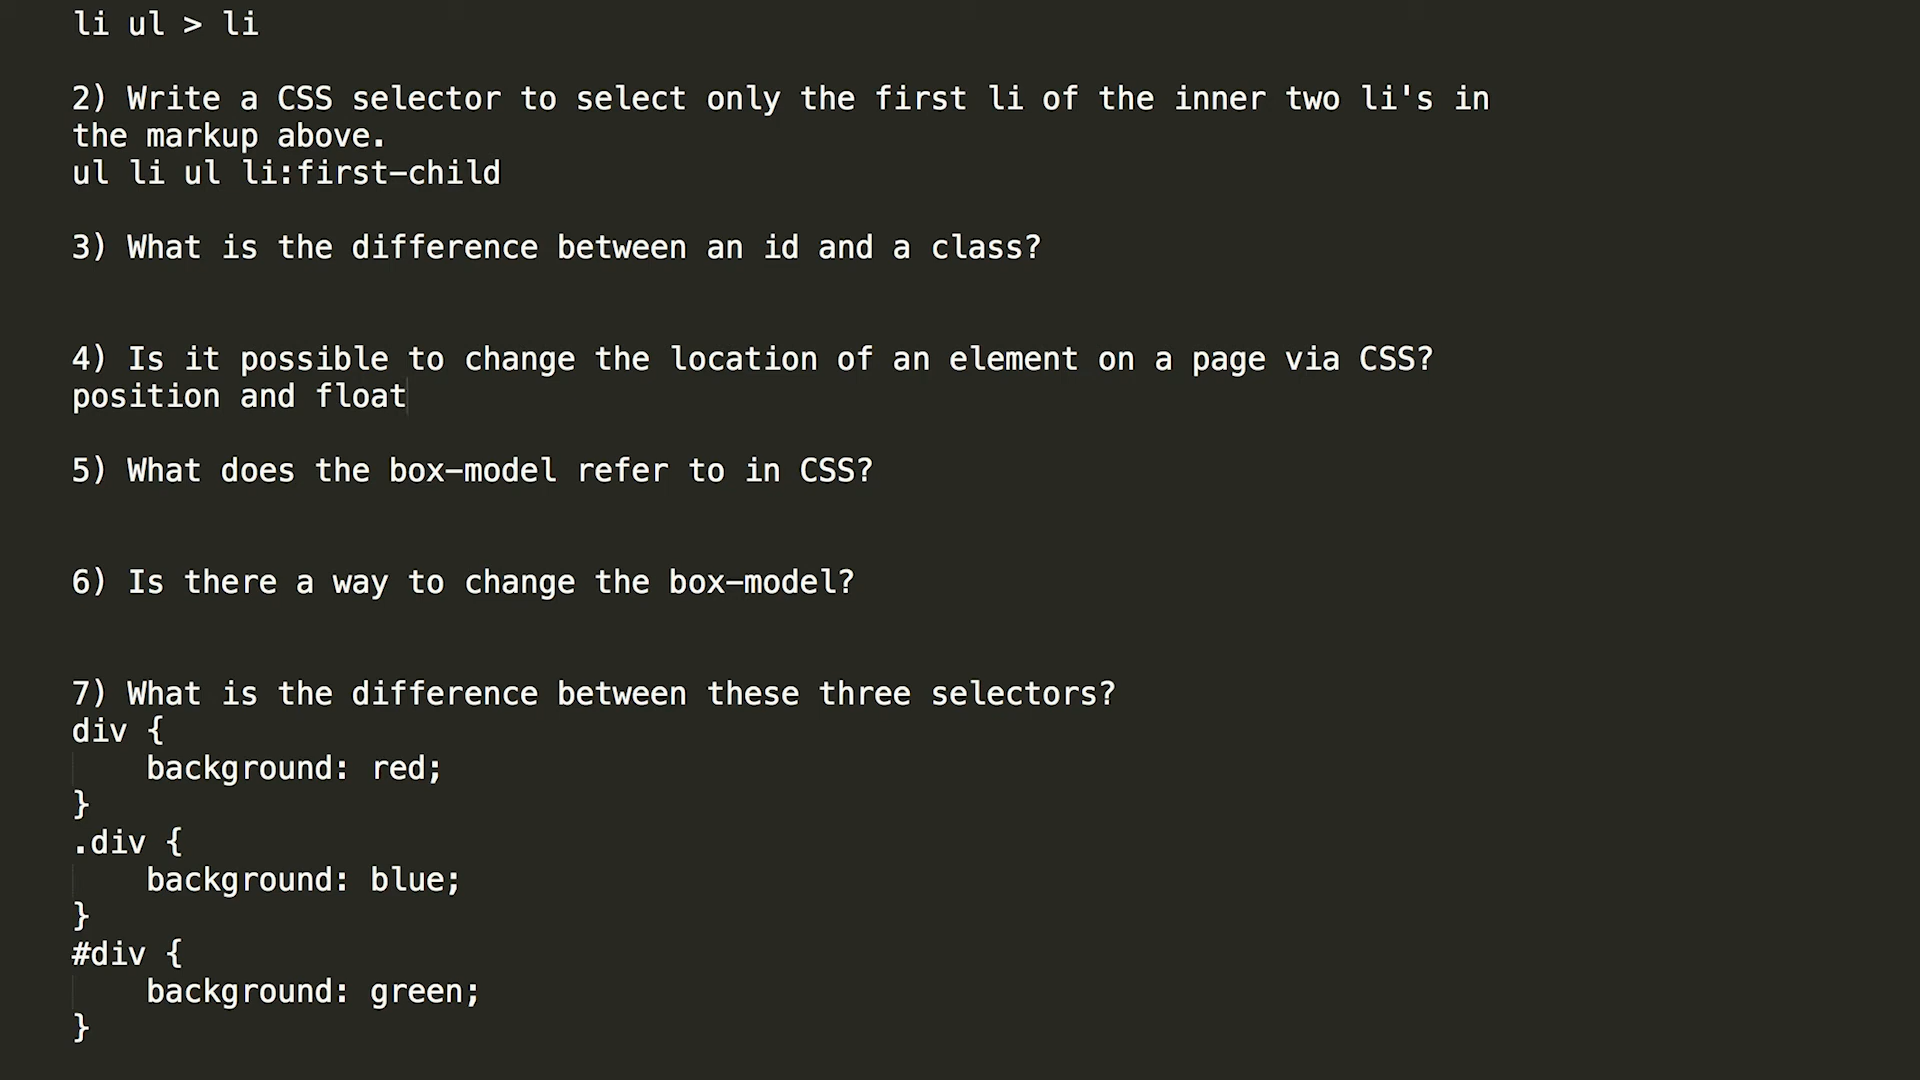 li ul > li
2) Write a CSS selector to select only the first li of the inner two li's in
the markup above.
ul li ul li:first-child
3) What is the difference between an id and a class?
4) Is it possible to change the location of an element on a page via CSS?
position and float
5) What does the box-model refer to in CSS?
6) Is there a way to change the box-model?
7) What is the difference between these three selectors?
div {
background: red;
}
.div {
background: blue;
}
#div {
background: green;
}